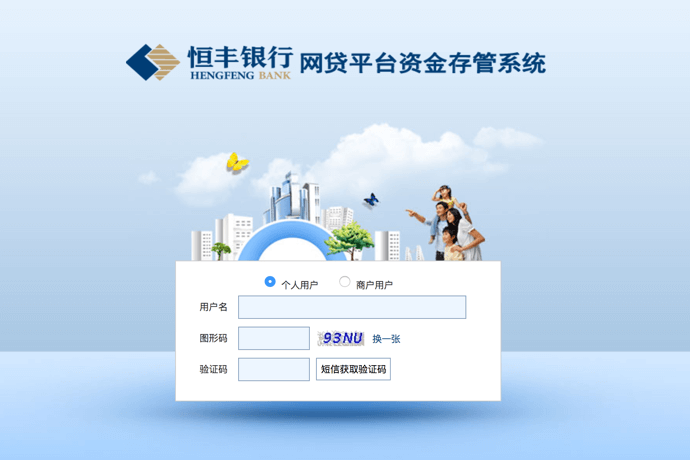 恒丰银行 网贷平台资金存管系统
HENGFENG BANK
个人用户 商户用户
用户名
图形码 93NU 换一张
验证码 短信获取验证码